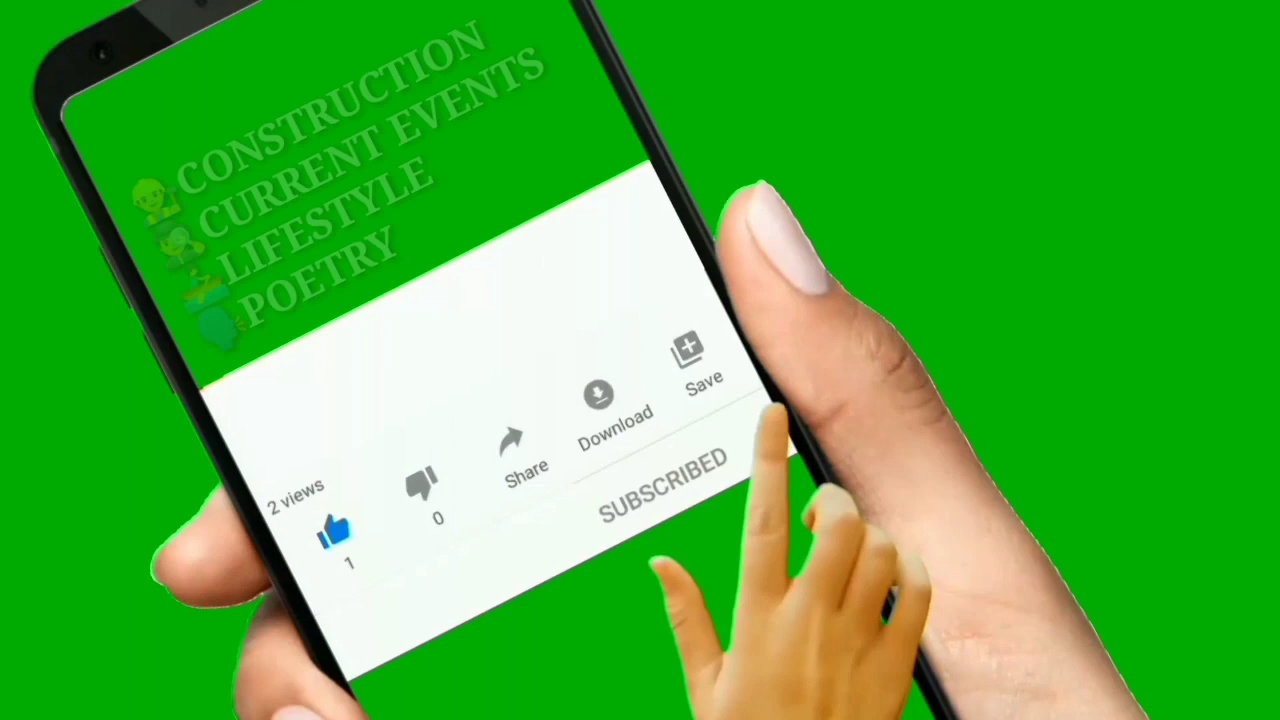 CONSTRUCTION
CURRENT EVENTS
LIFESTYLE
POETRY
2 views
1
0
Share
Download
Save
SUBSCRIBED